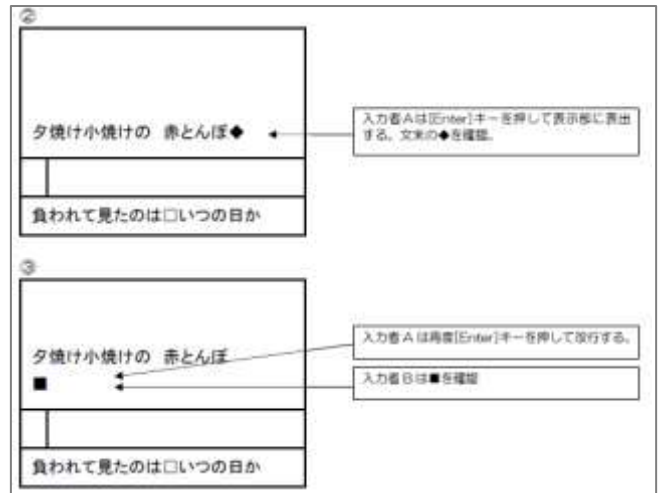 ②
夕焼け小焼けの 赤とんぼ◆
入力者Aは[Enter]キーを押して表示部に表出
する。文末の◆を確認。
負われて見たのは□いつの日か
③
入力者Aは再度[Enter]キーを押して改行する。
夕焼け小焼けの 赤とんぼ
■
入力者Bは■を確認
負われて見たのは□いつの日か